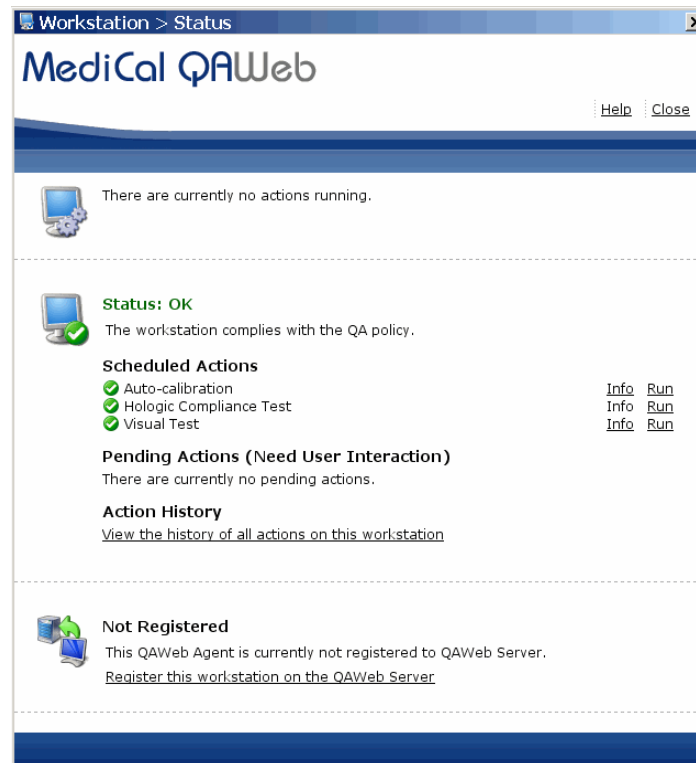 Workstation > Status
MediCal QAWeb
Help Close
There are currently no actions running.
Status: OK
The workstation complies with the QA policy.
Scheduled Actions
Auto-calibration Info Run
Hologic Compliance Test Info Run
Visual Test Info Run
Pending Actions (Need User Interaction)
There are currently no pending actions.
Action History
View the history of all actions on this workstation
Not Registered
This QAWeb Agent is currently not registered to QAWeb Server.
Register this workstation on the QAWeb Server